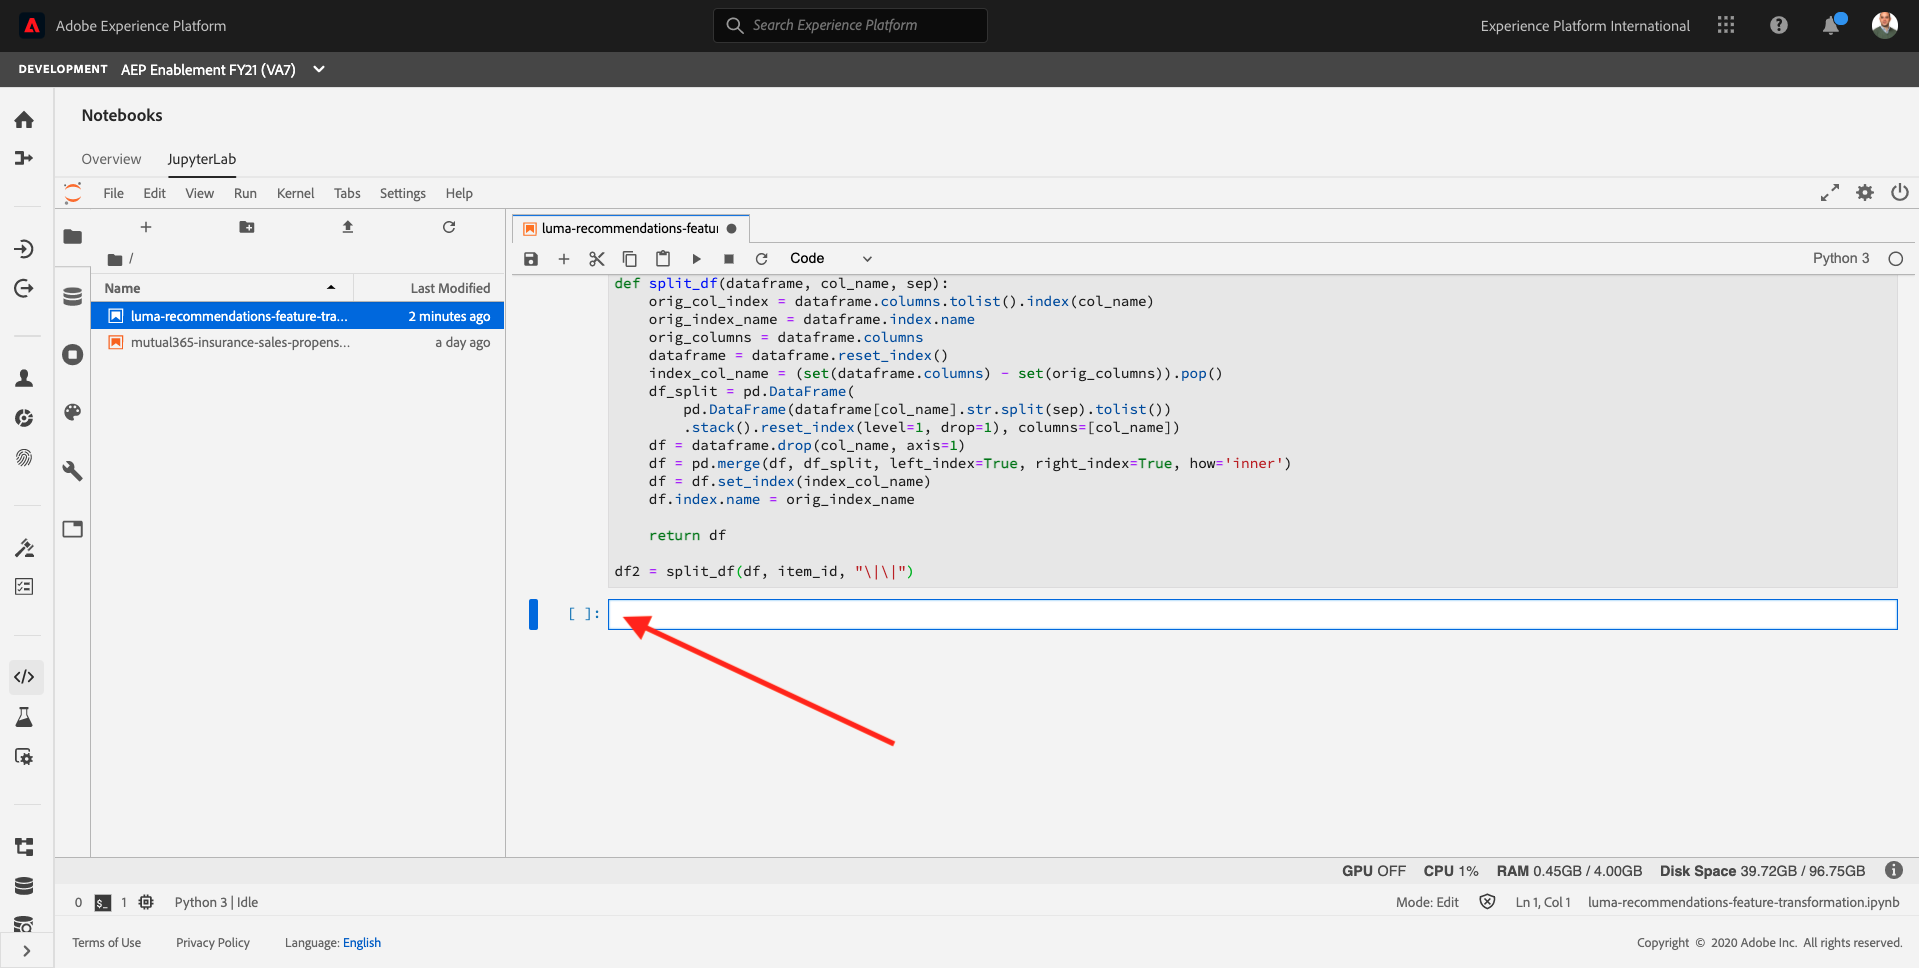 Adobe Experience Platform
Search Experience Platform
Experience Platform International
DEVELOPMENT AEP Enablement FY21 (VA7)
Notebooks
Overview JupyterLab
File Edit View Run Kernel Tabs Settings Help
luma-recommendations-featur
/
Code
Python 3
Name Last Modified
luma-recommendations-feature-tra... 2 minutes ago
mutual365-insurance-sales-propens... a day ago
def split_df(dataframe, col_name, sep):
    orig_col_index = dataframe.columns.tolist().index(col_name)
    orig_index_name = dataframe.index.name
    orig_columns = dataframe.columns
    dataframe = dataframe.reset_index()
    index_col_name = (set(dataframe.columns) - set(orig_columns)).pop()
    df_split = pd.DataFrame(
        pd.DataFrame(dataframe[col_name].str.split(sep).tolist())
        .stack().reset_index(level=1, drop=1), columns=[col_name])
    df = dataframe.drop(col_name, axis=1)
    df = pd.merge(df, df_split, left_index=True, right_index=True, how='inner')
    df = df.set_index(index_col_name)
    df.index.name = orig_index_name
    return df
df2 = split_df(df, item_id, "\|\|")
[ ]:
GPU OFF CPU 1% RAM 0.45GB / 4.00GB Disk Space 39.72GB / 96.75GB
0 $_ 1 Python 3 | Idle
Mode: Edit Ln 1, Col 1 luma-recommendations-feature-transformation.ipynb
Terms of Use Privacy Policy Language: English
Copyright © 2020 Adobe Inc. All rights reserved.